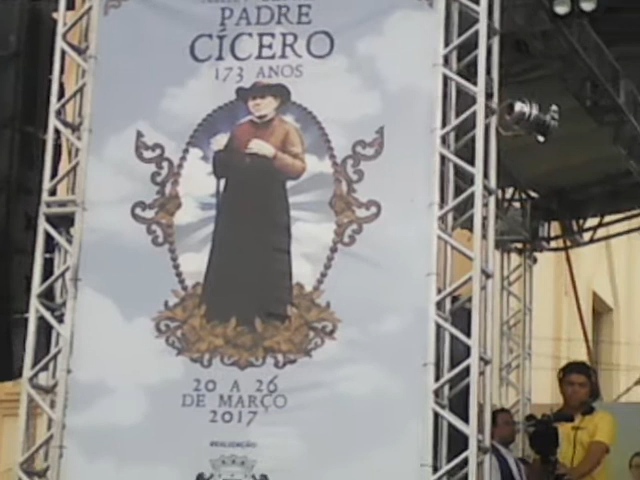 PADRE
CÍCERO
173 ANOS
20 A 26
DE MARÇO
2017
REALIZAÇÃO